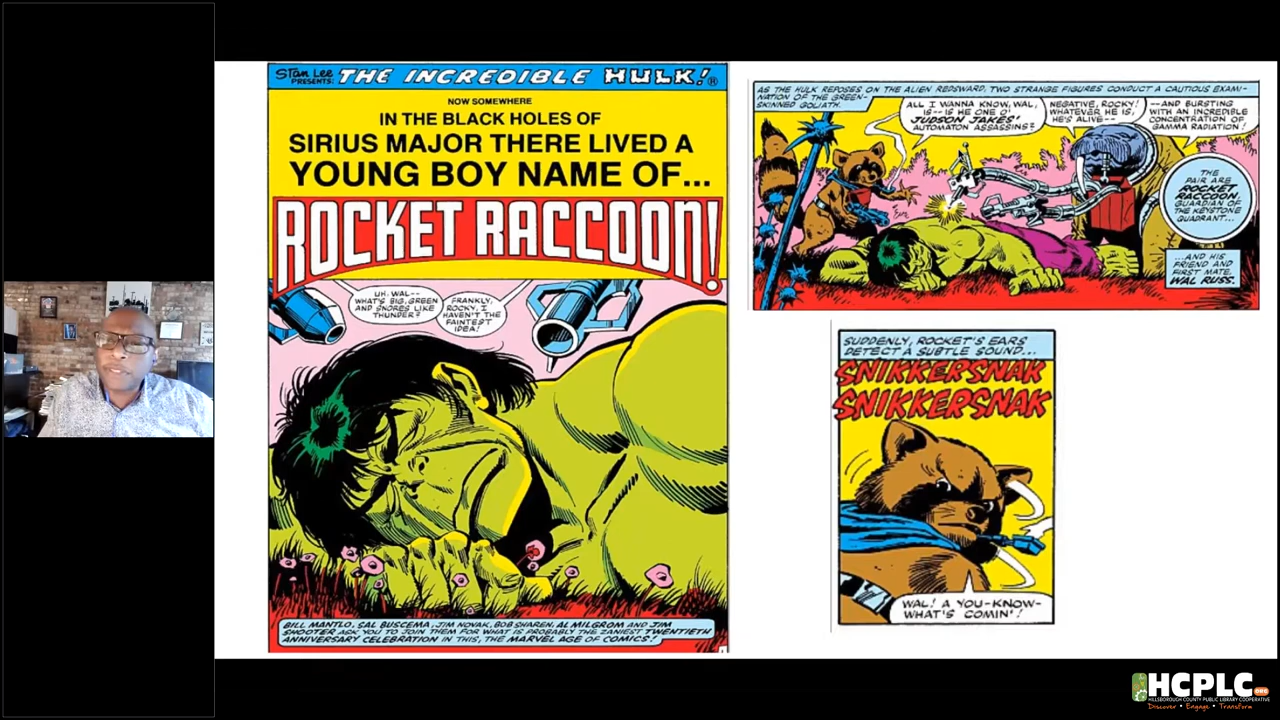 STAN LEE
PRESENTS:
THE INCREDIBLE HULK!®
NOW SOMEWHERE
IN THE BLACK HOLES OF
SIRIUS MAJOR THERE LIVED A
YOUNG BOY NAME OF...
ROCKET RACCOON!
UH, WAL--
WHAT'S BIG, GREEN
AND SNORES LIKE
THUNDER?
FRANKLY,
ROCKY, I
HAVEN'T THE
FAINTEST
IDEA!
BILL MANTLO, SAL BUSCEMA, JIM NOVAK, BOB SHAREN, AL MILGROM AND JIM
SHOOTER ASK YOU TO JOIN THEM FOR WHAT IS PROBABLY THE ZANIEST TWENTIETH
ANNIVERSARY CELEBRATION IN THIS, THE MARVEL AGE OF COMICS!
AS THE HULK REPOSES ON THE ALIEN REDSWARD, TWO STRANGE FIGURES CONDUCT A CAUTIOUS EXAMI-
NATION OF THE GREEN-
SKINNED GOLIATH.
ALL I WANNA KNOW, WAL,
IS--IS HE ONE O'
JUDSON JAKES'
AUTOMATON ASSASSINS?
NEGATIVE, ROCKY!
WHATEVER HE IS,
HE'S ALIVE--
--AND BURSTING
WITH AN INCREDIBLE
CONCENTRATION OF
GAMMA RADIATION!
THE
PAIR ARE
ROCKET
RACCOON,
GUARDIAN OF
THE KEYSTONE
QUADRANT...
...AND HIS
FRIEND AND
FIRST MATE,
WAL RUSS.
SUDDENLY, ROCKET'S EARS
DETECT A SUBTLE SOUND...
SNIKKERSNAK
SNIKKERSNAK
WAL! A YOU-KNOW-
WHAT'S COMIN'!
HCPLC
HILLSBOROUGH COUNTY PUBLIC LIBRARY COOPERATIVE
Discover • Engage • Transform